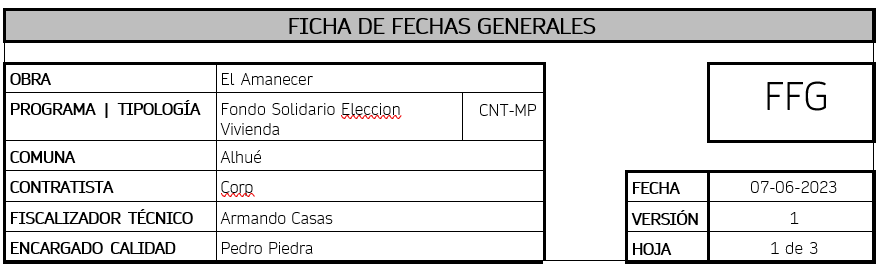 FICHA DE FECHAS GENERALES
OBRA El Amanecer
FFG
PROGRAMA | TIPOLOGÍA Fondo Solidario Eleccion Vivienda CNT-MP
COMUNA Alhué
CONTRATISTA Corp
FECHA 07-06-2023
FISCALIZADOR TÉCNICO Armando Casas
VERSIÓN 1
ENCARGADO CALIDAD Pedro Piedra
HOJA 1 de 3